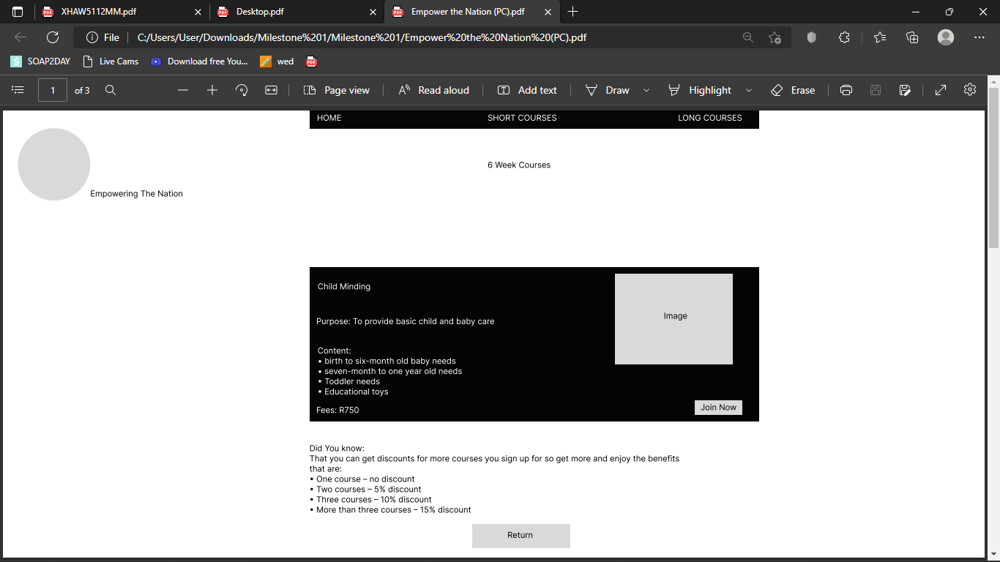 XHAW5112MM.pdf
Desktop.pdf
Empower the Nation (PC).pdf
File
C:/Users/User/Downloads/Milestone%201/Milestone%201/Empower%20the%20Nation%20(PC).pdf
SOAP2DAY
Live Cams
Download free You...
wed
1 of 3
Page view
Read aloud
Add text
Draw
Highlight
Erase
HOME
SHORT COURSES
LONG COURSES
6 Week Courses
Empowering The Nation
Child Minding
Image
Purpose: To provide basic child and baby care
Content:
• birth to six-month old baby needs
• seven-month to one year old needs
• Toddler needs
• Educational toys
Fees: R750
Join Now
Did You know:
That you can get discounts for more courses you sign up for so get more and enjoy the benefits
that are:
• One course – no discount
• Two courses – 5% discount
• Three courses – 10% discount
• More than three courses – 15% discount
Return